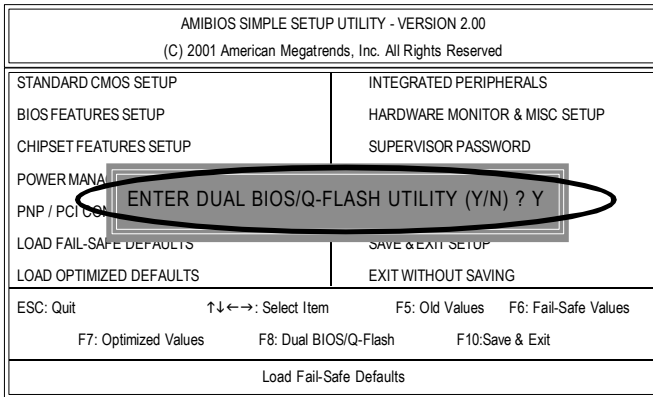 AMIBIOS SIMPLE SETUP UTILITY - VERSION 2.00
(C) 2001 American Megatrends, Inc. All Rights Reserved
STANDARD CMOS SETUP INTEGRATED PERIPHERALS
BIOS FEATURES SETUP HARDWARE MONITOR & MISC SETUP
CHIPSET FEATURES SETUP SUPERVISOR PASSWORD
POWER
ENTER DUAL BIOS/Q-FLASH UTILITY (Y/N) ? Y
PNP / PCI
LOAD FAIL-SAFE DEFAULTS SAVE & EXIT SETUP
LOAD OPTIMIZED DEFAULTS EXIT WITHOUT SAVING
ESC: Quit ↑↓←→: Select Item F5: Old Values F6: Fail-Safe Values
F7: Optimized Values F8: Dual BIOS/Q-Flash F10:Save & Exit
Load Fail-Safe Defaults